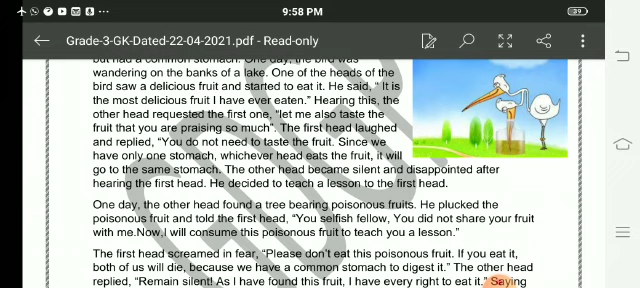 9:58 PM
39
Grade-3-GK-Dated-22-04-2021.pdf - Read-only
but had a common stomach. One day, the bird was
wandering on the banks of a lake. One of the heads of the
bird saw a delicious fruit and started to eat it. He said, “ It is
the most delicious fruit I have ever eaten.” Hearing this, the
other head requested the first one, “let me also taste the
fruit that you are praising so much”. The first head laughed
and replied, “You do not need to taste the fruit. Since we
have only one stomach, whichever head eats the fruit, it will
go to the same stomach. The other head became silent and disappointed after
hearing the first head. He decided to teach a lesson to the first head.
One day, the other head found a tree bearing poisonous fruits. He plucked the
poisonous fruit and told the first head, “You selfish fellow, You did not share your fruit
with me.Now,I will consume this poisonous fruit to teach you a lesson.”
The first head screamed in fear, “Please don’t eat this poisonous fruit. If you eat it,
both of us will die, because we have a common stomach to digest it.” The other head
replied, “Remain silent! As I have found this fruit, I have every right to eat it.” Saying